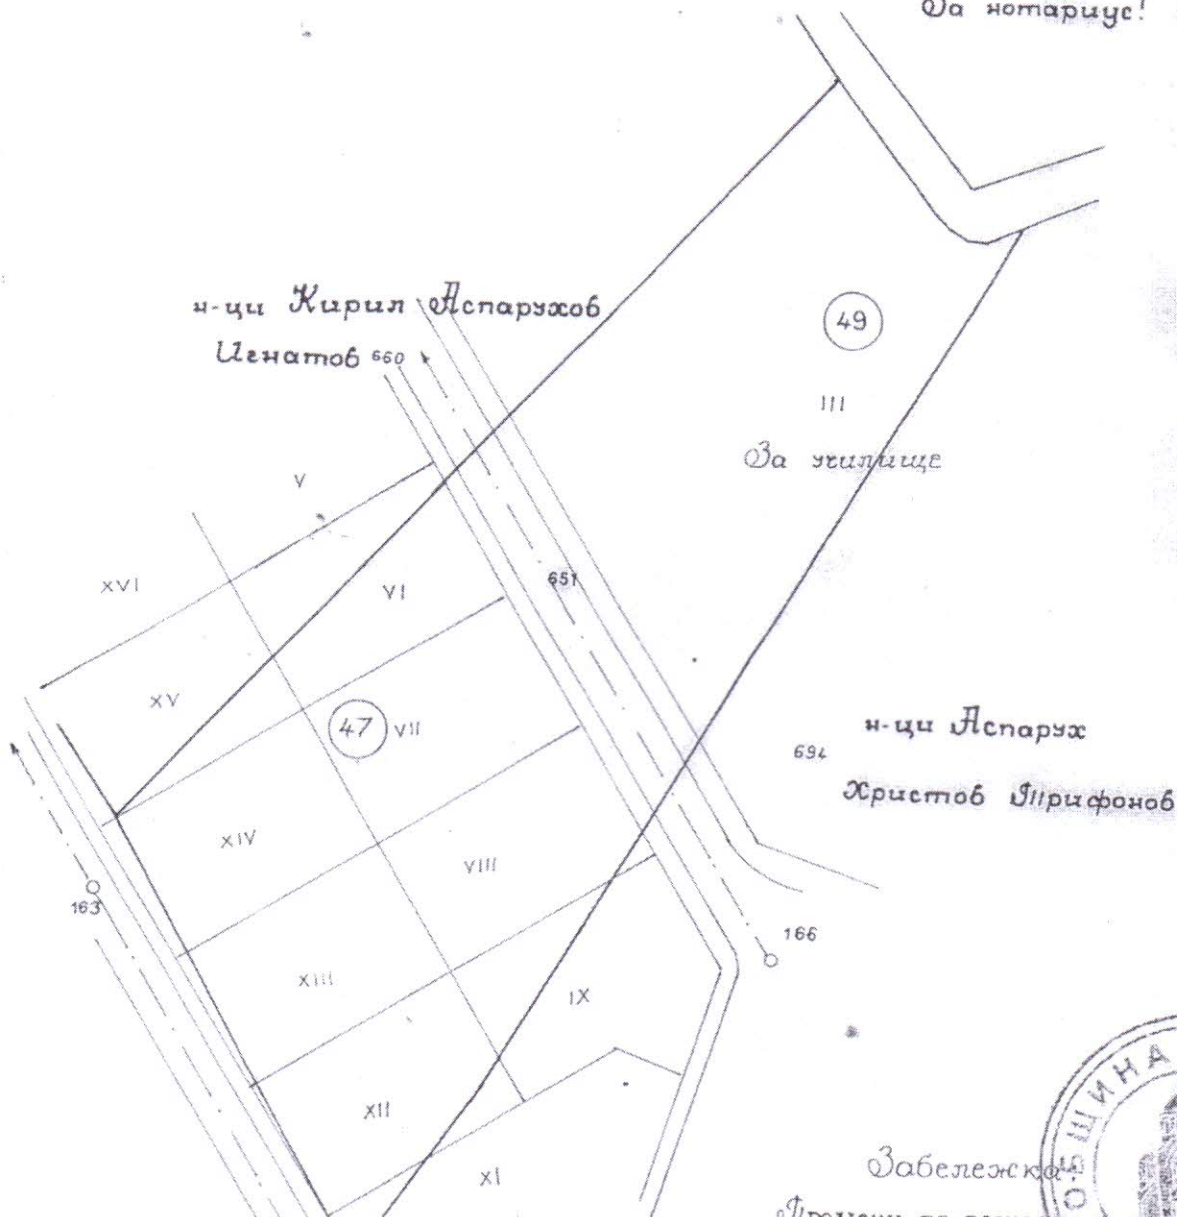 За нотариус!
н-ци Кирил Аспарухов
Игнатов 660
49
III
За училище
V
XVI
VI
651
XV
47 VII
694
н-ци Аспарух
Христов Трифонов
XIV
VIII
163
166
XIII
IX
XII
XI
ОБЩИНА
Забележка